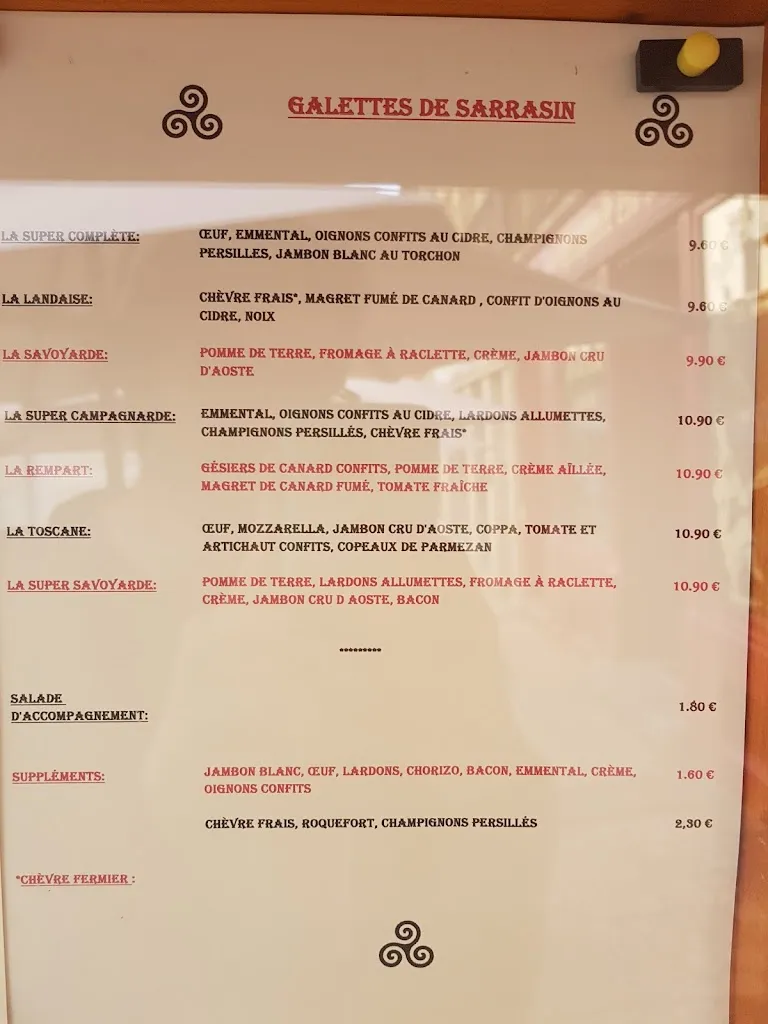 GALETTES DE SARRASIN
LA SUPER COMPLÈTE: ŒUF, EMMENTAL, OIGNONS CONFITS AU CIDRE, CHAMPIGNONS 9.60 €
PERSILLES, JAMBON BLANC AU TORCHON
LA LANDAISE: CHÈVRE FRAIS*, MAGRET FUMÉ DE CANARD , CONFIT D'OIGNONS AU 9.60 €
CIDRE, NOIX
LA SAVOYARDE: POMME DE TERRE, FROMAGE À RACLETTE, CRÈME, JAMBON CRU 9.90 €
D'AOSTE
LA SUPER CAMPAGNARDE: EMMENTAL, OIGNONS CONFITS AU CIDRE, LARDONS ALLUMETTES, 10.90 €
CHAMPIGNONS PERSILLÉS, CHÈVRE FRAIS*
LA REMPART: GÉSIERS DE CANARD CONFITS, POMME DE TERRE, CRÈME AÏLLÉE, 10.90 €
MAGRET DE CANARD FUMÉ, TOMATE FRAÎCHE
LA TOSCANE: ŒUF, MOZZARELLA, JAMBON CRU D'AOSTE, COPPA, TOMATE ET 10.90 €
ARTICHAUT CONFITS, COPEAUX DE PARMEZAN
LA SUPER SAVOYARDE: POMME DE TERRE, LARDONS ALLUMETTES, FROMAGE À RACLETTE, 10.90 €
CRÈME, JAMBON CRU D AOSTE, BACON
*********
SALADE
D'ACCOMPAGNEMENT: 1.80 €
SUPPLÉMENTS: JAMBON BLANC, ŒUF, LARDONS, CHORIZO, BACON, EMMENTAL, CRÈME, 1.60 €
OIGNONS CONFITS
CHÈVRE FRAIS, ROQUEFORT, CHAMPIGNONS PERSILLÉS 2,30 €
*CHÈVRE FERMIER :